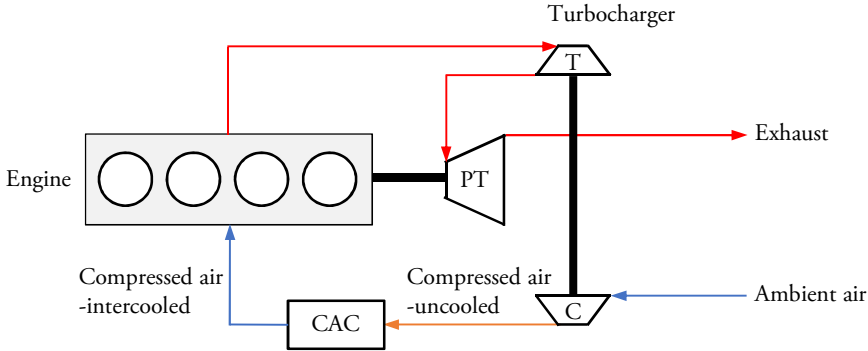 Turbocharger
T
Exhaust
Engine
PT
Compressed air
-intercooled
Compressed air
-uncooled
Ambient air
C
CAC